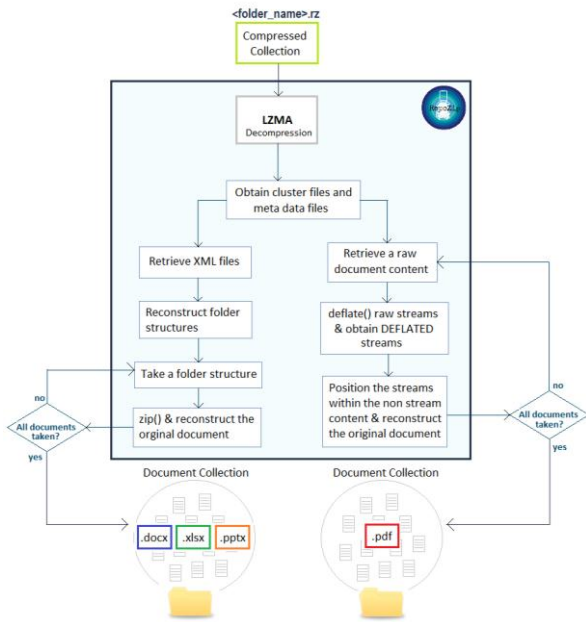 <folder_name>.rz
Compressed
Collection
LZMA
Decompression
Obtain cluster files and
meta data files
Retrieve XML files
Reconstruct folder
structures
Take a folder structure
zip() & reconstruct the
orginal document
no
All documents
taken?
yes
Retrieve a raw
document content
deflate() raw streams
& obtain DEFLATED
streams
Position the streams
within the non stream
content & reconstruct
the original document
no
All documents
taken?
yes
Document Collection
.docx
.xlsx
.pptx
Document Collection
.pdf